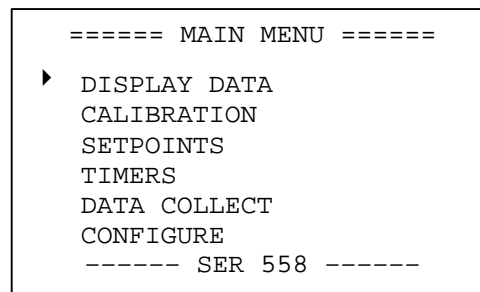 ====== MAIN MENU ======
DISPLAY DATA
CALIBRATION
SETPOINTS
TIMERS
DATA COLLECT
CONFIGURE
------ SER 558 ------